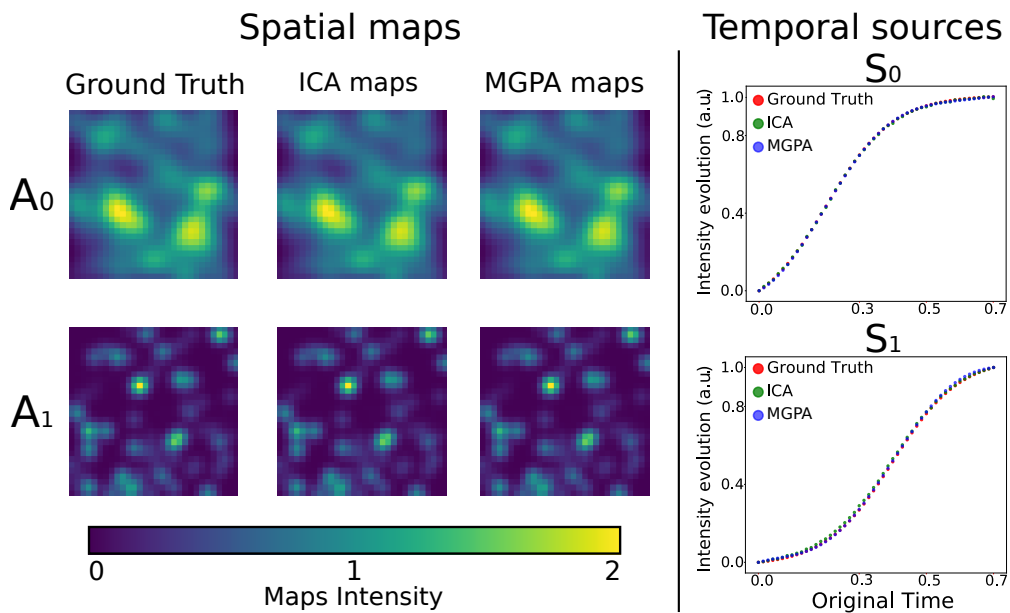 Spatial maps
Ground Truth
ICA maps
MGPA maps
A0
A1
0
1
2
Maps Intensity
Temporal sources
S0
Intensity evolution (a.u.)
1.0
0.8
0.4
0.0
Ground Truth
ICA
MGPA
0.0
0.3
0.5
0.7
S1
Intensity evolution (a.u.)
1.0
0.8
0.4
0.0
Ground Truth
ICA
MGPA
0.0
0.3
0.5
0.7
Original Time